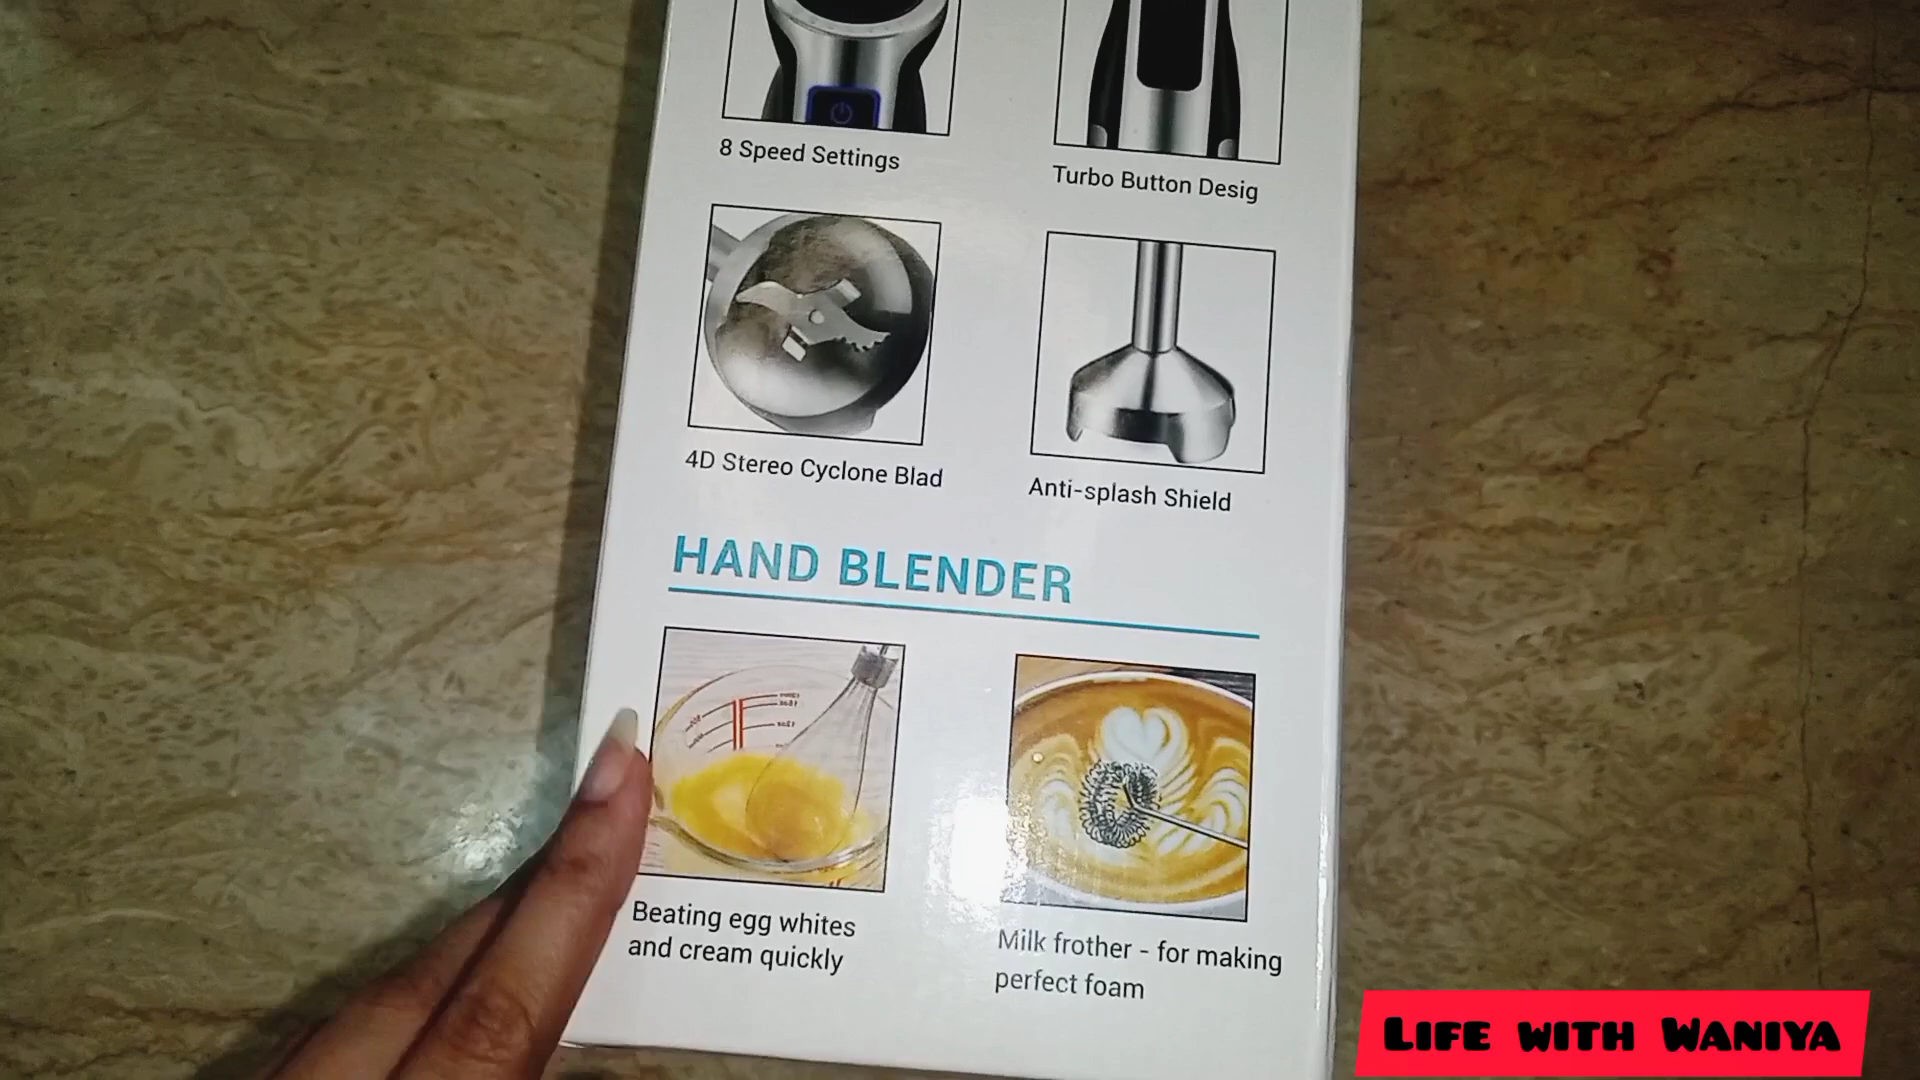 8 Speed Settings
Turbo Button Desig
4D Stereo Cyclone Blad
Anti-splash Shield
HAND BLENDER
Beating egg whites
and cream quickly
Milk frother - for making
perfect foam
LIFE WITH WANIYA